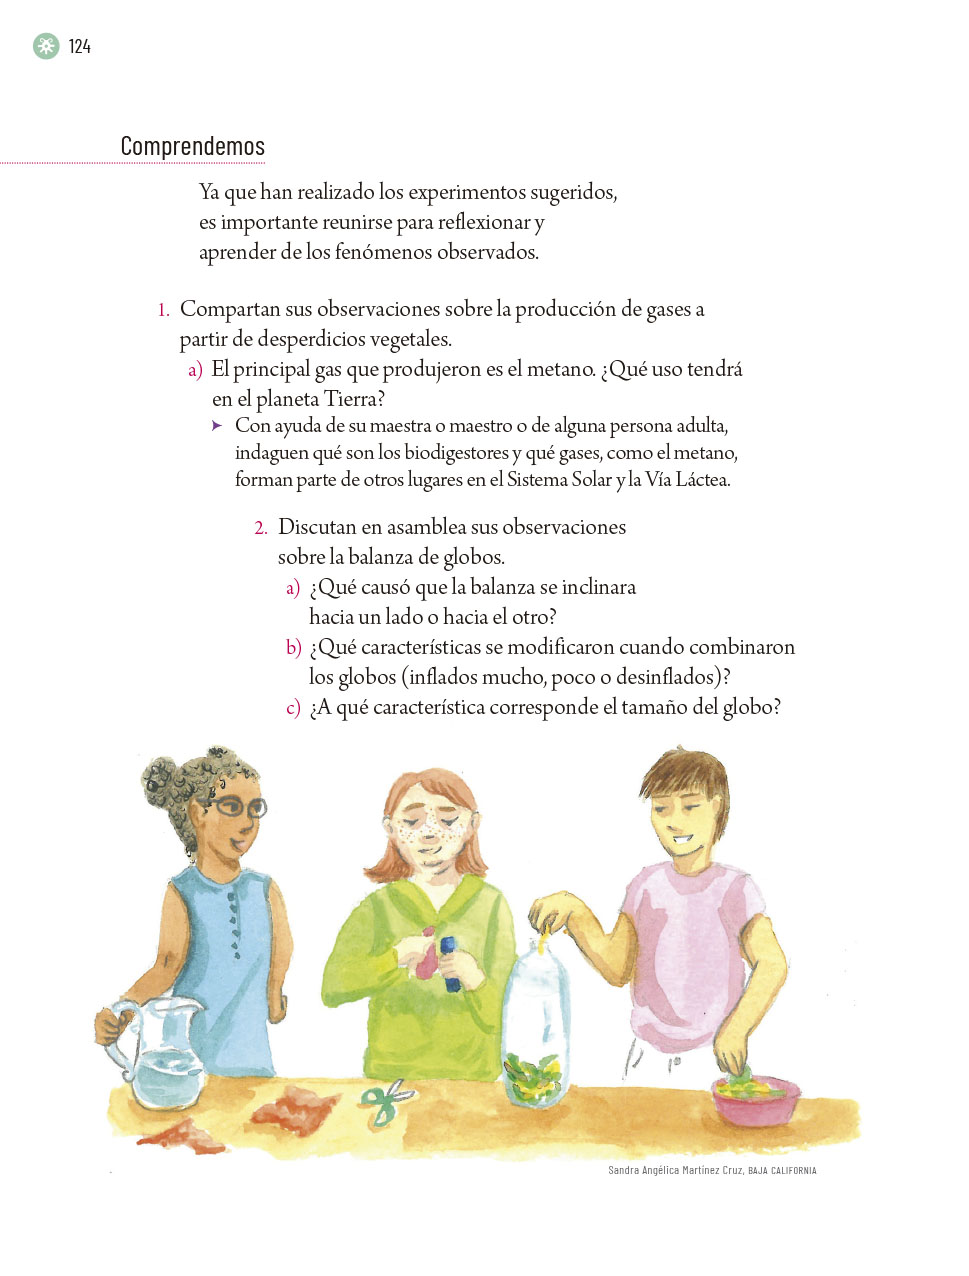 124
Comprendemos
Ya que han realizado los experimentos sugeridos,
es importante reunirse para reflexionar y
aprender de los fenómenos observados.
1. Compartan sus observaciones sobre la producción de gases a
partir de desperdicios vegetales.
a) El principal gas que produjeron es el metano. ¿Qué uso tendrá
en el planeta Tierra?
➤ Con ayuda de su maestra o maestro o de alguna persona adulta,
indaguen qué son los biodigestores y qué gases, como el metano,
forman parte de otros lugares en el Sistema Solar y la Vía Láctea.
2. Discutan en asamblea sus observaciones
sobre la balanza de globos.
a) ¿Qué causó que la balanza se inclinara
hacia un lado o hacia el otro?
b) ¿Qué características se modificaron cuando combinaron
los globos (inflados mucho, poco o desinflados)?
c) ¿A qué característica corresponde el tamaño del globo?
Sandra Angélica Martínez Cruz, BAJA CALIFORNIA